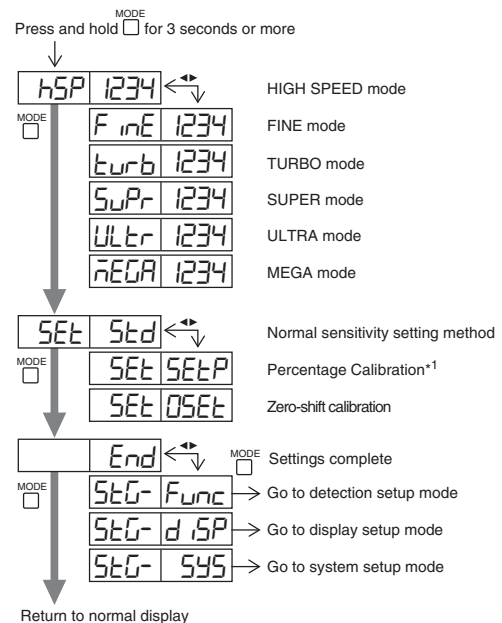 MODE
Press and hold for 3 seconds or more
hSP 1234 HIGH SPEED mode
MODE
FinE 1234 FINE mode
turb 1234 TURBO mode
SuPr 1234 SUPER mode
ULtr 1234 ULTRA mode
mEGA 1234 MEGA mode
SEt Std Normal sensitivity setting method
MODE
SEt SEtP Percentage Calibration*1
SEt 0SEt Zero-shift calibration
End MODE Settings complete
MODE
StG- Func Go to detection setup mode
StG- diSP Go to display setup mode
StG- SYS Go to system setup mode
Return to normal display